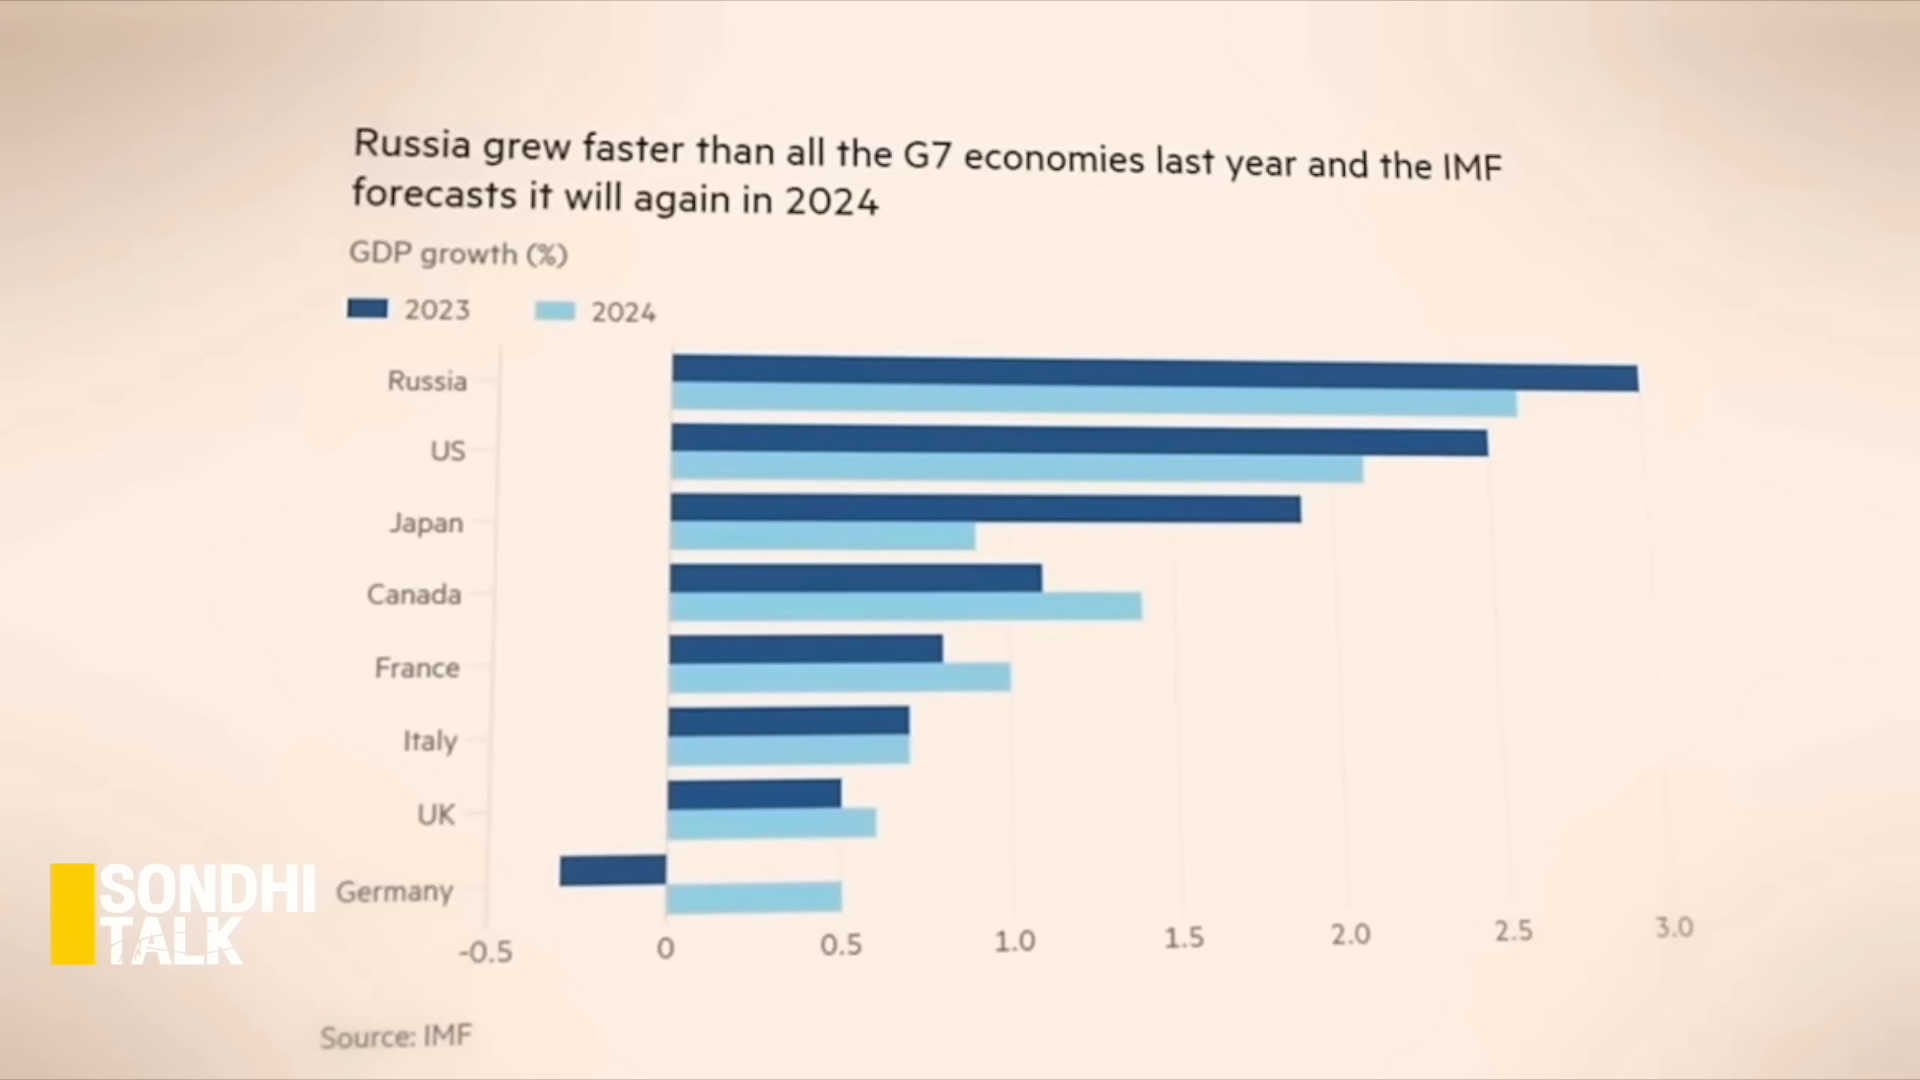 Russia grew faster than all the G7 economies last year and the IMF
forecasts it will again in 2024
GDP growth (%)
2023
2024
Russia
US
Japan
Canada
France
Italy
UK
Germany
-0.5
0
0.5
1.0
1.5
2.0
2.5
3.0
Source: IMF
SONDHI
TALK